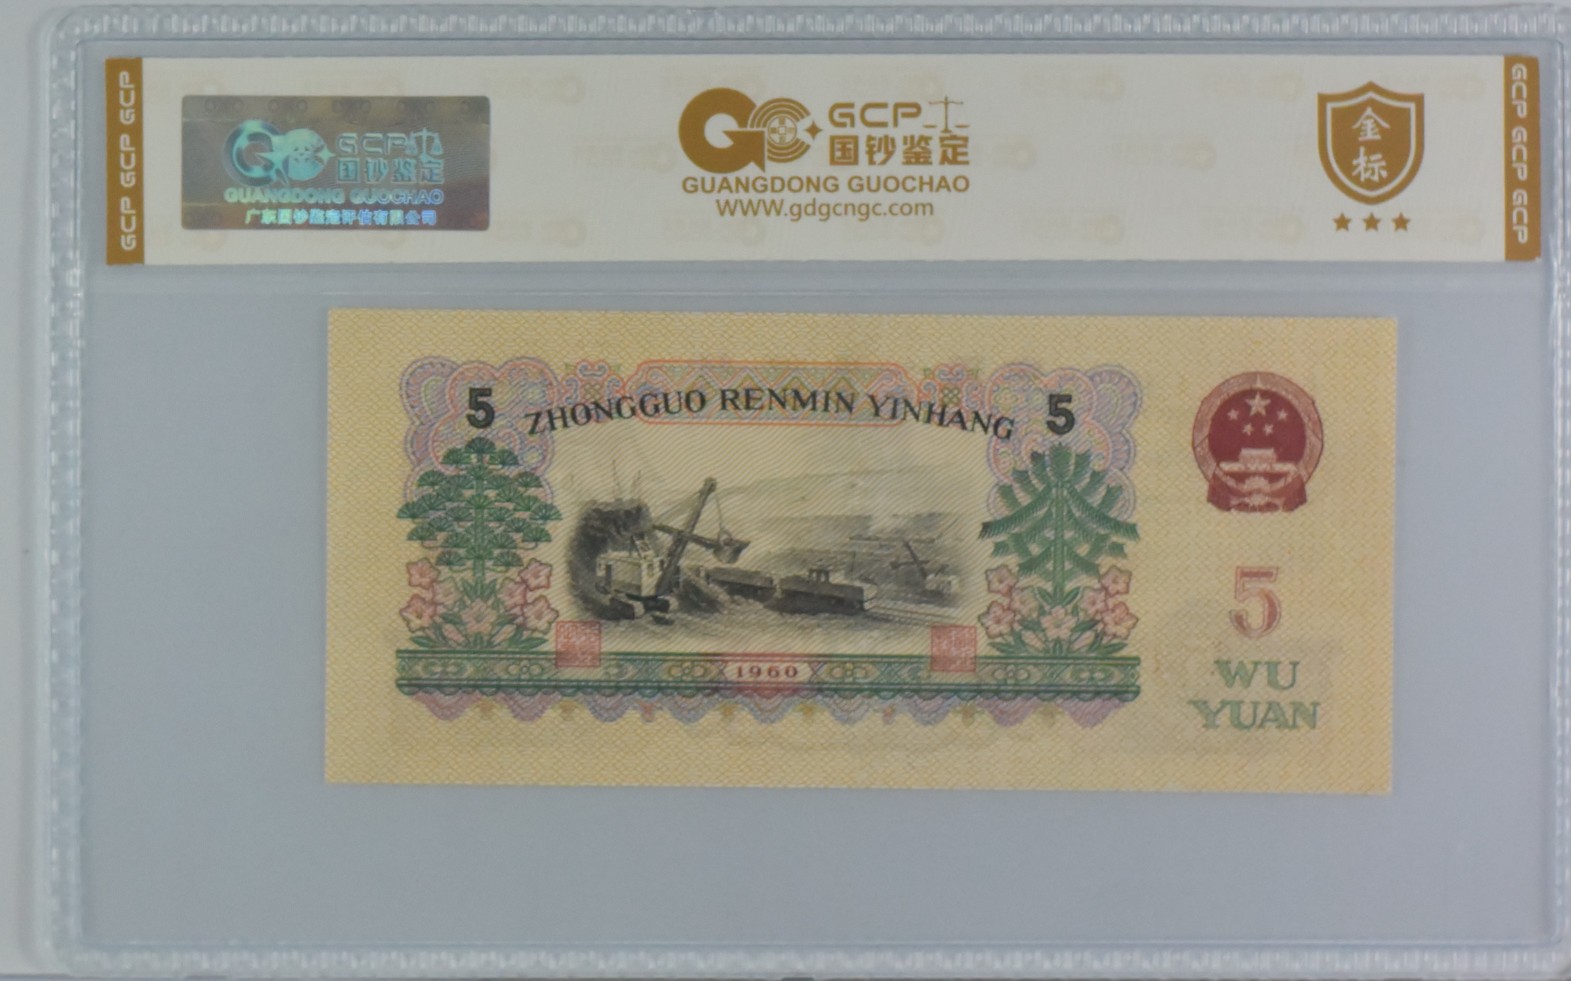 GCP GCP GCP
GCP
国钞鉴定
GUANGDONG GUOCHAO
广东国钞鉴定评估有限公司
GCP
国钞鉴定
GUANGDONG GUOCHAO
WWW.gdgcngc.com
金标
GCP GCP GCP
5 ZHONGGUO RENMIN YINHANG 5
1960
5
WU
YUAN